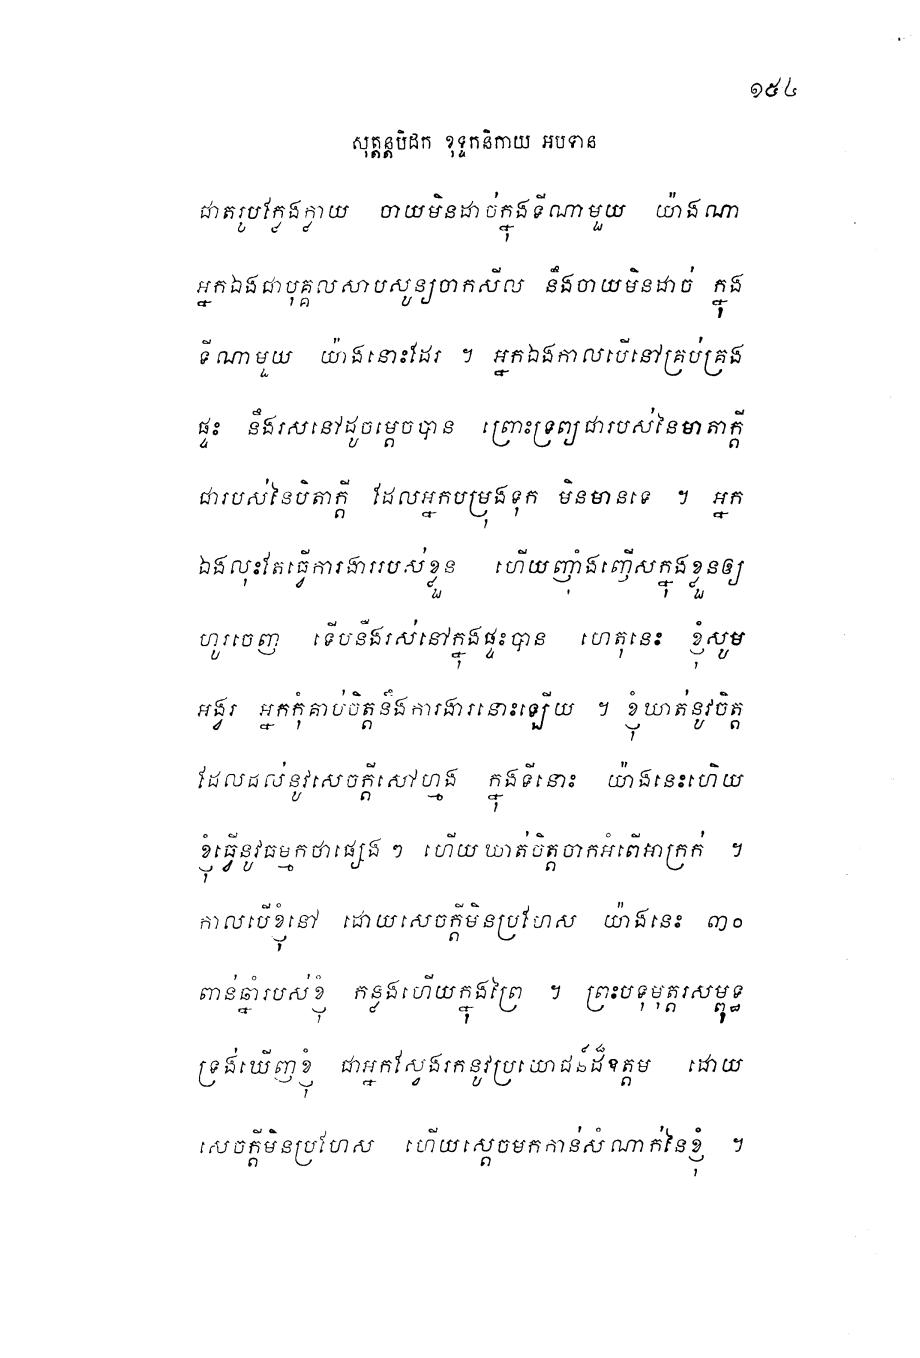 ១៥៤
សុត្តន្តបិដក ខុទ្ទកនិកាយ អបទាន
ជាតរូបក្លែងក្លាយ ចាយមិនដាច់ក្នុងទីណាមួយ យ៉ាងណា
អ្នកឯងជាបុគ្គលសាបសូន្យចាកសីល នឹងចាយមិនដាច់ ក្នុង
ទីណាមួយ យ៉ាងនោះដែរ ។ អ្នកឯងកាលបើនៅគ្រប់គ្រង
ផ្ទះ នឹងរសនៅដូចម្តេចបាន ព្រោះទ្រព្យជារបស់នៃមាតាក្តី
ជារបស់នៃបិតាក្តី ដែលអ្នកបម្រុងទុក មិនមានទេ ។ អ្នក
ឯងលុះតែធ្វើការងាររបស់ខ្លួន ហើយញ៉ាំងញើសក្នុងខ្លួនឲ្យ
ហូរចេញ ទើបនឹងរស់នៅក្នុងផ្ទះបាន ហេតុនេះ ខ្ញុំសូម
អង្វរ អ្នកកុំគាប់ចិត្តនឹងការងារនោះឡើយ ។ ខ្ញុំឃាត់នូវចិត្ត
ដែលដល់នូវសេចក្តីសៅហ្មង ក្នុងទីនោះ យ៉ាងនេះហើយ
ខ្ញុំធ្វើនូវធម្មកថាផ្សេង ៗ ហើយឃាត់ចិត្តចាកអំពើអាក្រក់ ។
កាលបើខ្ញុំនៅ ដោយសេចក្តីមិនប្រហែស យ៉ាងនេះ ៣០
ពាន់ឆ្នាំរបស់ខ្ញុំ កន្លងហើយក្នុងព្រៃ ។ ព្រះបទុមុត្តរសម្ពុទ្ធ
ទ្រង់ឃើញខ្ញុំ ជាអ្នកស្វែងរកនូវប្រយោជន៍ដ៏ឧត្តម ដោយ
សេចក្តីមិនប្រហែស ហើយស្តេចមកកាន់សំណាក់នៃខ្ញុំ ។